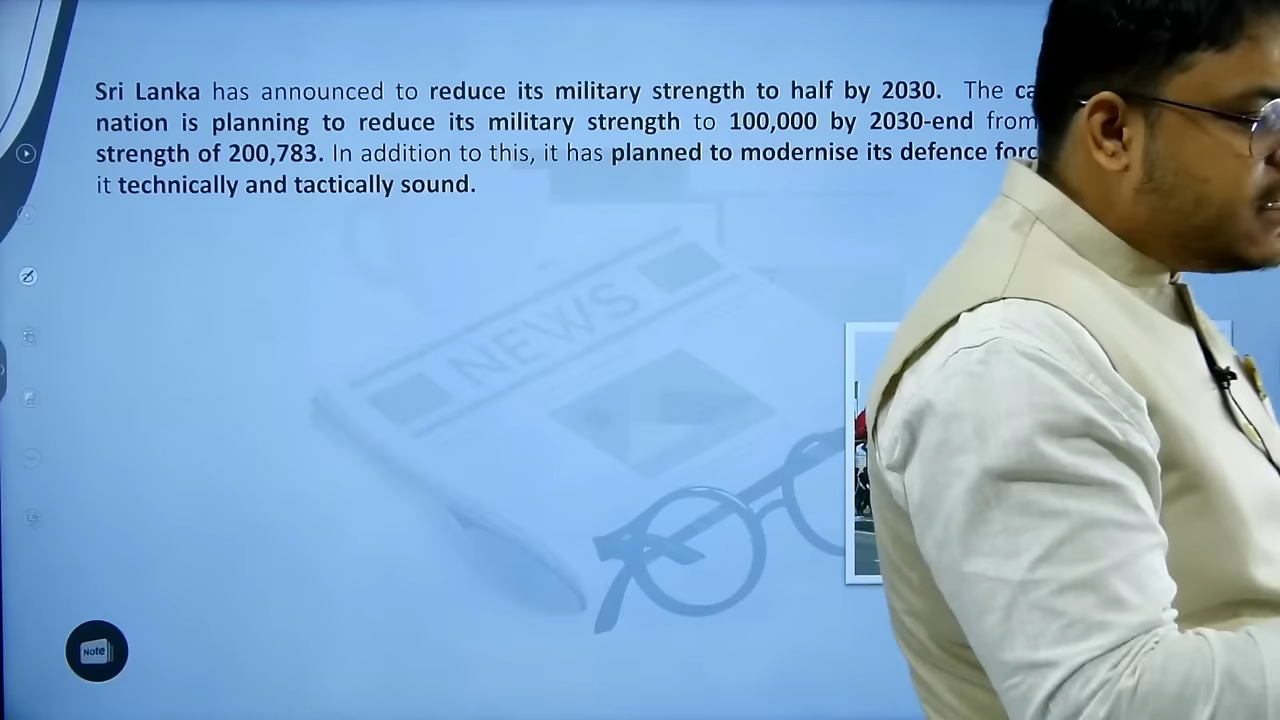 Sri Lanka has announced to reduce its military strength to half by 2030. The
nation is planning to reduce its military strength to 100,000 by 2030-end from
strength of 200,783. In addition to this, it has planned to modernise its defence
it technically and tactically sound.
NEWS
Note